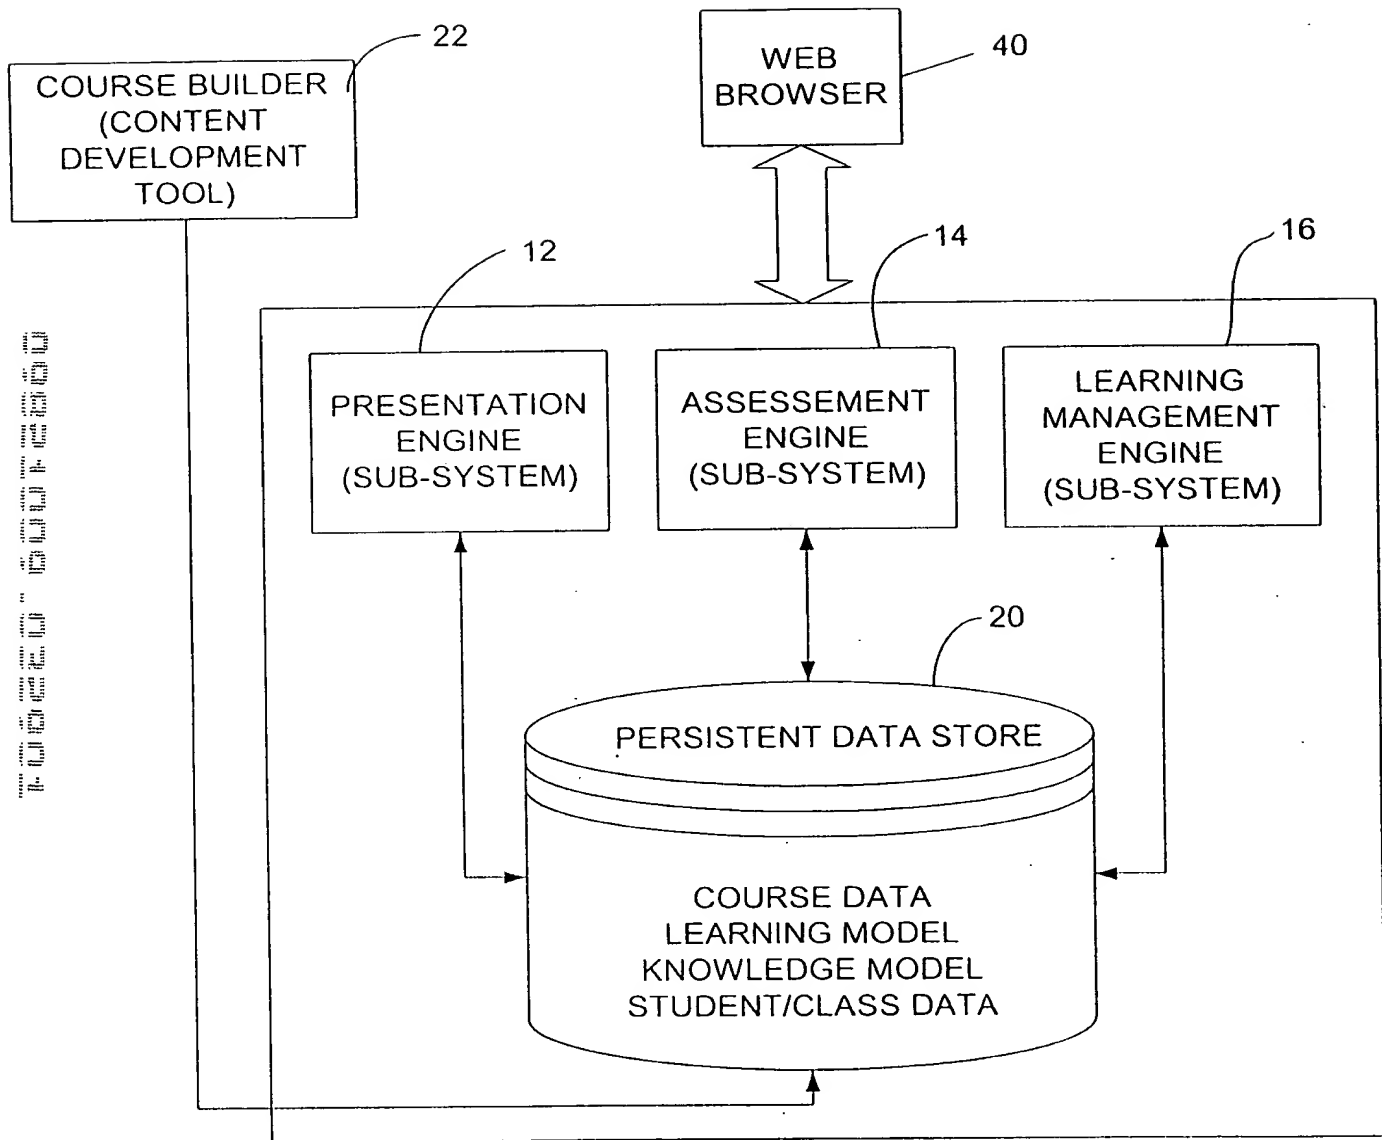 22
COURSE BUILDER
(CONTENT
DEVELOPMENT
TOOL)
WEB
BROWSER
40
12
14
16
PRESENTATION
ENGINE
(SUB-SYSTEM)
ASSESSEMENT
ENGINE
(SUB-SYSTEM)
LEARNING
MANAGEMENT
ENGINE
(SUB-SYSTEM)
20
PERSISTENT DATA STORE
COURSE DATA
LEARNING MODEL
KNOWLEDGE MODEL
STUDENT/CLASS DATA